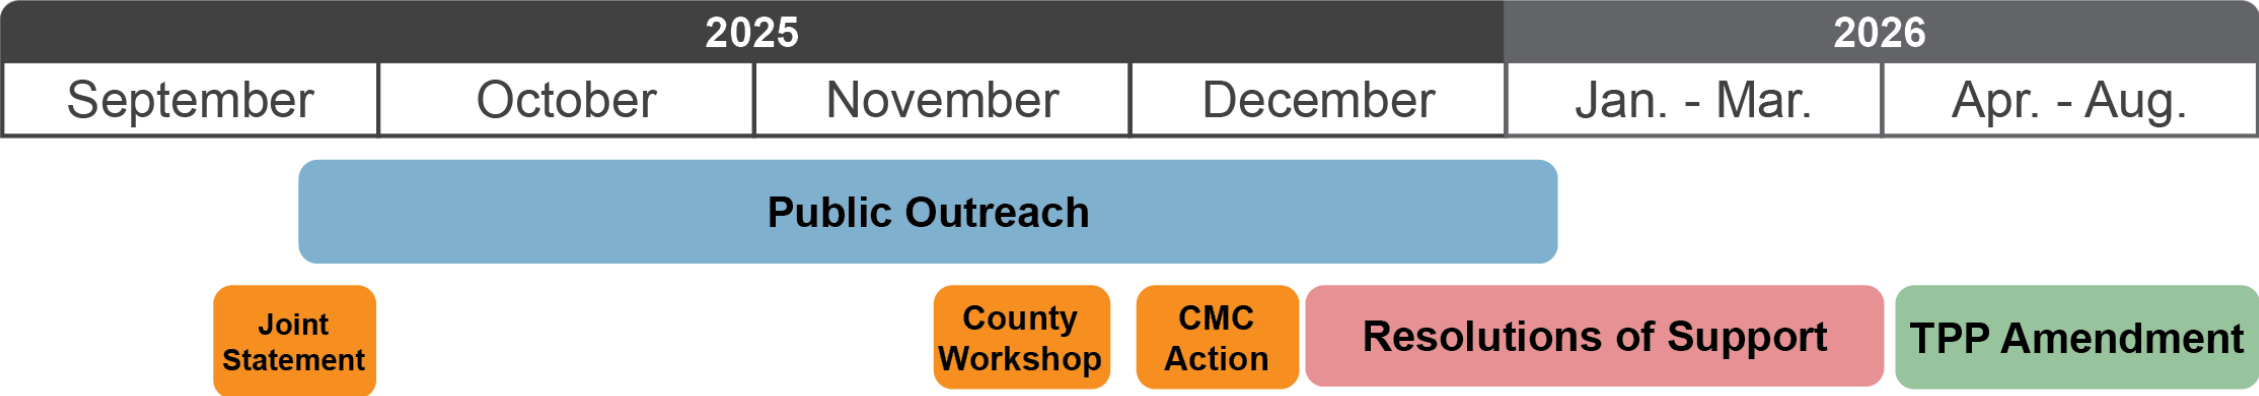 2025
2026
September
October
November
December
Jan. - Mar.
Apr. - Aug.
Public Outreach
Joint
Statement
County
Workshop
CMC
Action
Resolutions of Support
TPP Amendment